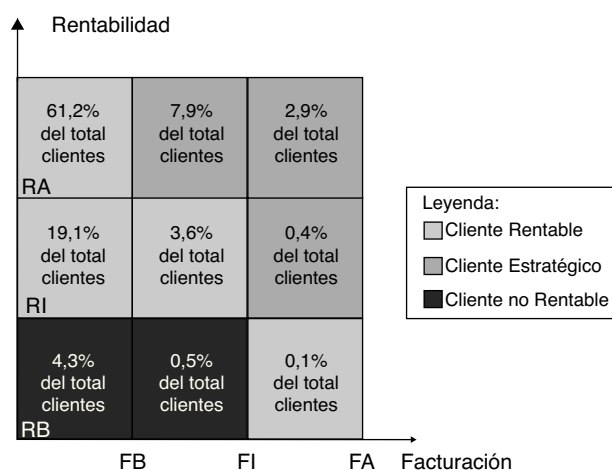 Rentabilidad
61,2%
del total
clientes
7,9%
del total
clientes
2,9%
del total
clientes
RA
19,1%
del total
clientes
3,6%
del total
clientes
0,4%
del total
clientes
RI
4,3%
del total
clientes
0,5%
del total
clientes
0,1%
del total
clientes
RB
FB
FI
FA
Facturación
Leyenda:
Cliente Rentable
Cliente Estratégico
Cliente no Rentable